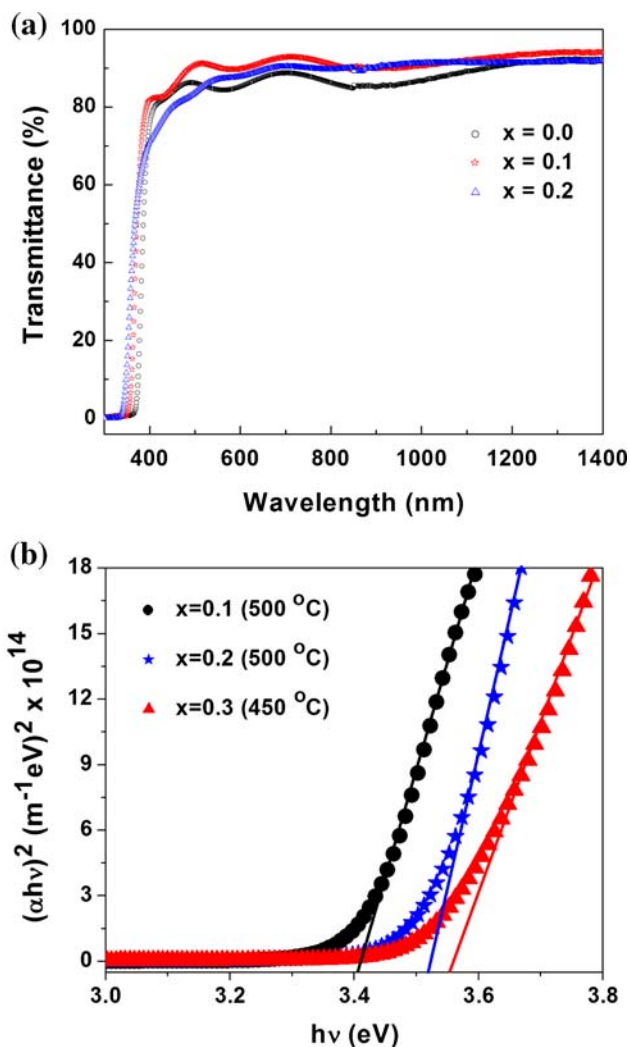 (a)
100
80
60
40
20
0
Transmittance (%)
x = 0.0
x = 0.1
x = 0.2
400 600 800 1000 1200 1400
Wavelength (nm)
(b)
18
15
12
9
6
3
0
(αhν)² (m⁻¹eV)² x 10¹⁴
x=0.1 (500 °C)
x=0.2 (500 °C)
x=0.3 (450 °C)
3.0 3.2 3.4 3.6 3.8
hν (eV)